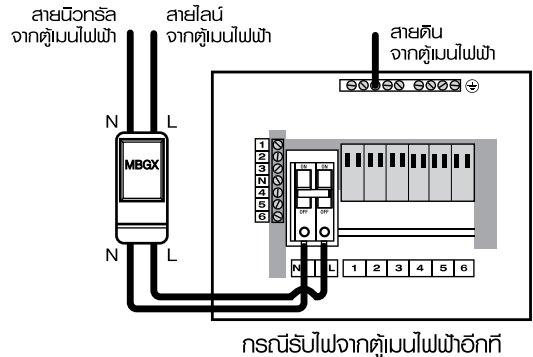 สายนิวทรัล
จากตู้เมนไฟฟ้า
สายไลน์
จากตู้เมนไฟฟ้า
สายดิน
จากตู้เมนไฟฟ้า
N L
MBGX
N L
1
2
3
N
4
5
6
ON ON
OFF OFF
N L 1 2 3 4 5 6
กรณีรับไฟจากตู้เมนไฟฟ้าอีกที